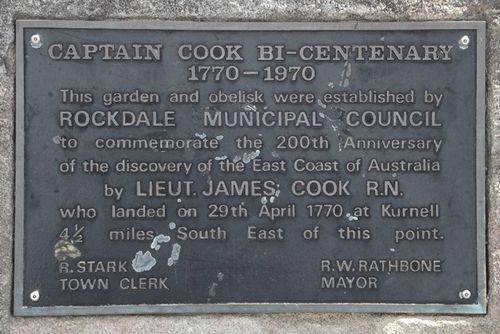 CAPTAIN COOK BI-CENTENARY
1770-1970
This garden and obelisk were established by
ROCKDALE MUNICIPAL COUNCIL
to commemorate the 200th Anniversary
of the discovery of the East Coast of Australia
by LIEUT. JAMES COOK R.N.
who landed on 29th April 1770 at Kurnell
4½ miles South East of this point.
R. STARK R.W. RATHBONE
TOWN CLERK MAYOR